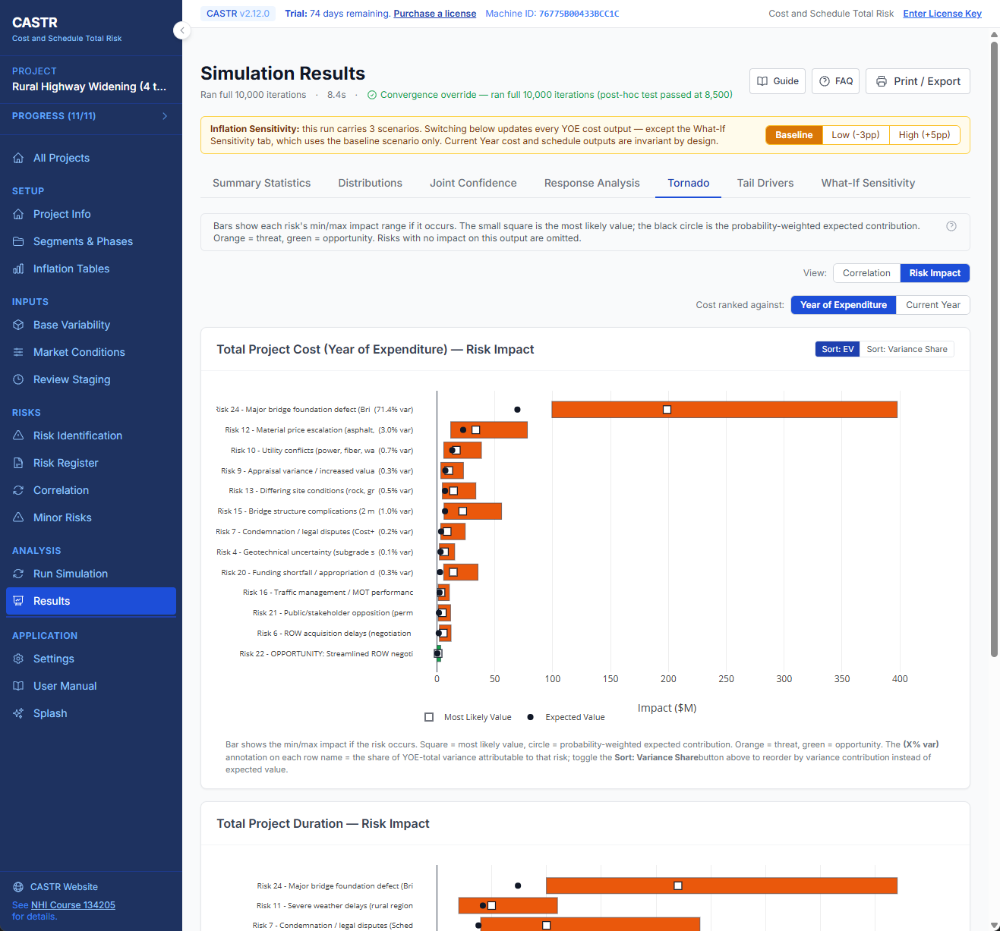 CASTR
Cost and Schedule Total Risk
PROJECT
Rural Highway Widening (4 t...
PROGRESS (11/11)
All Projects
SETUP
Project Info
Segments & Phases
Inflation Tables
INPUTS
Base Variability
Market Conditions
Review Staging
RISKS
Risk Identification
Risk Register
Correlation
Minor Risks
ANALYSIS
Run Simulation
Results
APPLICATION
Settings
User Manual
Splash
CASTR Website
See NHI Course 134205
for details.
CASTR v2.12.0 Trial: 74 days remaining. Purchase a license Machine ID: 76775B00433BCC1C Cost and Schedule Total Risk Enter License Key
Simulation Results
Ran full 10,000 iterations · 8.4s · Convergence override — ran full 10,000 iterations (post-hoc test passed at 8,500)
Guide FAQ Print / Export
Inflation Sensitivity: this run carries 3 scenarios. Switching below updates every YOE cost output — except the What-If
Sensitivity tab, which uses the baseline scenario only. Current Year cost and schedule outputs are invariant by design.
Baseline Low (-3pp) High (+5pp)
Summary Statistics Distributions Joint Confidence Response Analysis Tornado Tail Drivers What-If Sensitivity
Bars show each risk's min/max impact range if it occurs. The small square is the most likely value; the black circle is the probability-weighted expected contribution.
Orange = threat, green = opportunity. Risks with no impact on this output are omitted.
View: Correlation Risk Impact
Cost ranked against: Year of Expenditure Current Year
Total Project Cost (Year of Expenditure) — Risk Impact
Sort: EV Sort: Variance Share
Risk 24 - Major bridge foundation defect (Bri (71.4% var)
Risk 12 - Material price escalation (asphalt, (3.0% var)
Risk 10 - Utility conflicts (power, fiber, wa (0.7% var)
Risk 9 - Appraisal variance / increased valua (0.3% var)
Risk 13 - Differing site conditions (rock, gr (0.5% var)
Risk 15 - Bridge structure complications (2 m (1.0% var)
Risk 7 - Condemnation / legal disputes (Cost+ (0.2% var)
Risk 4 - Geotechnical uncertainty (subgrade s (0.1% var)
Risk 20 - Funding shortfall / appropriation d (0.3% var)
Risk 16 - Traffic management / MOT performanc
Risk 21 - Public/stakeholder opposition (perm
Risk 6 - ROW acquisition delays (negotiation
Risk 22 - OPPORTUNITY: Streamlined ROW negoti
0 50 100 150 200 250 300 350 400
Impact ($M)
Most Likely Value Expected Value
Bar shows the min/max impact if the risk occurs. Square = most likely value, circle = probability-weighted expected contribution. Orange = threat, green = opportunity. The (X% var)
annotation on each row name = the share of YOE-total variance attributable to that risk; toggle the Sort: Variance Sharebutton above to reorder by variance contribution instead of
expected value.
Total Project Duration — Risk Impact
Risk 24 - Major bridge foundation defect (Bri
Risk 11 - Severe weather delays (rural region
Risk 7 - Condemnation / legal disputes (Sched